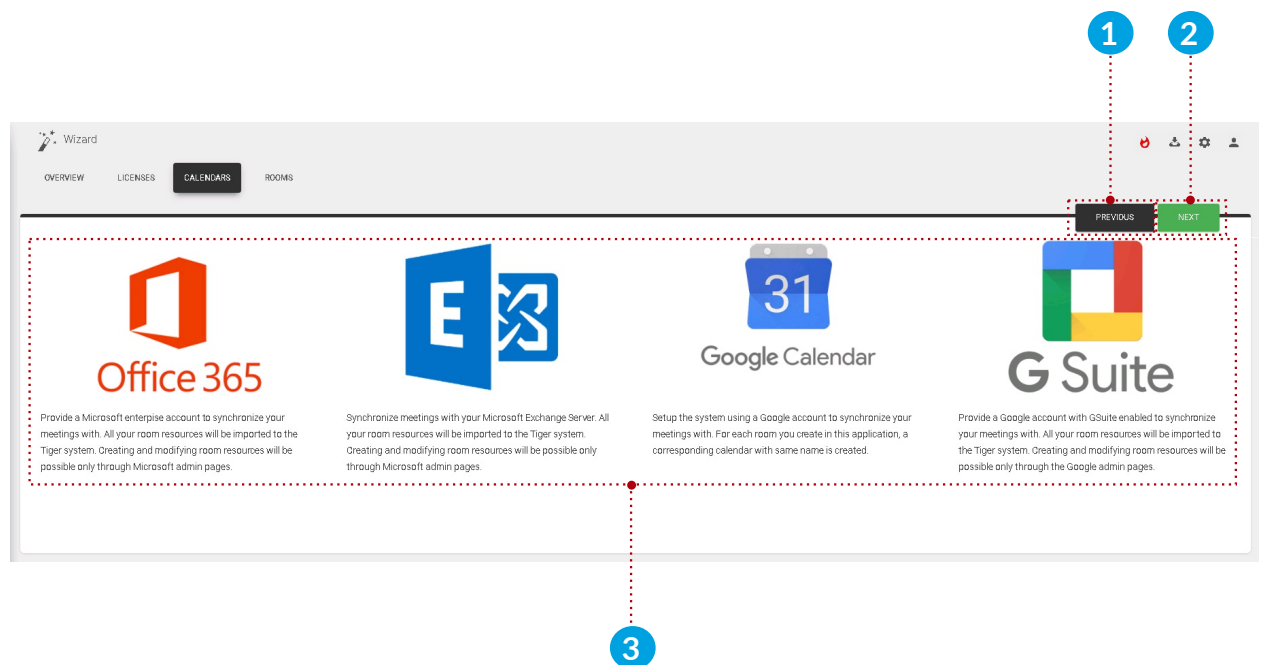 1 2
Wizard
OVERVIEW LICENSES CALENDARS ROOMS
PREVIOUS NEXT
Office 365
Provide a Microsoft enterpise account to synchronize your
meetings with. All your room resources will be imported to the
Tiger system. Creating and modifying room resources will be
possible only through Microsoft admin pages.
E
Synchronize meetings with your Microsoft Exchange Server. All
your room resources will be imported to the Tiger system.
Creating and modifying room resources will be possible only
through Microsoft admin pages.
31
Google Calendar
Setup the system using a Google account to synchronize your
meetings with. For each room you create in this application, a
corresponding calendar with same name is created.
G Suite
Provide a Google account with GSuite enabled to synchronize
your meetings with. All your room resources will be imported to
the Tiger system. Creating and modifying room resources will be
possible only through the Google admin pages.
3